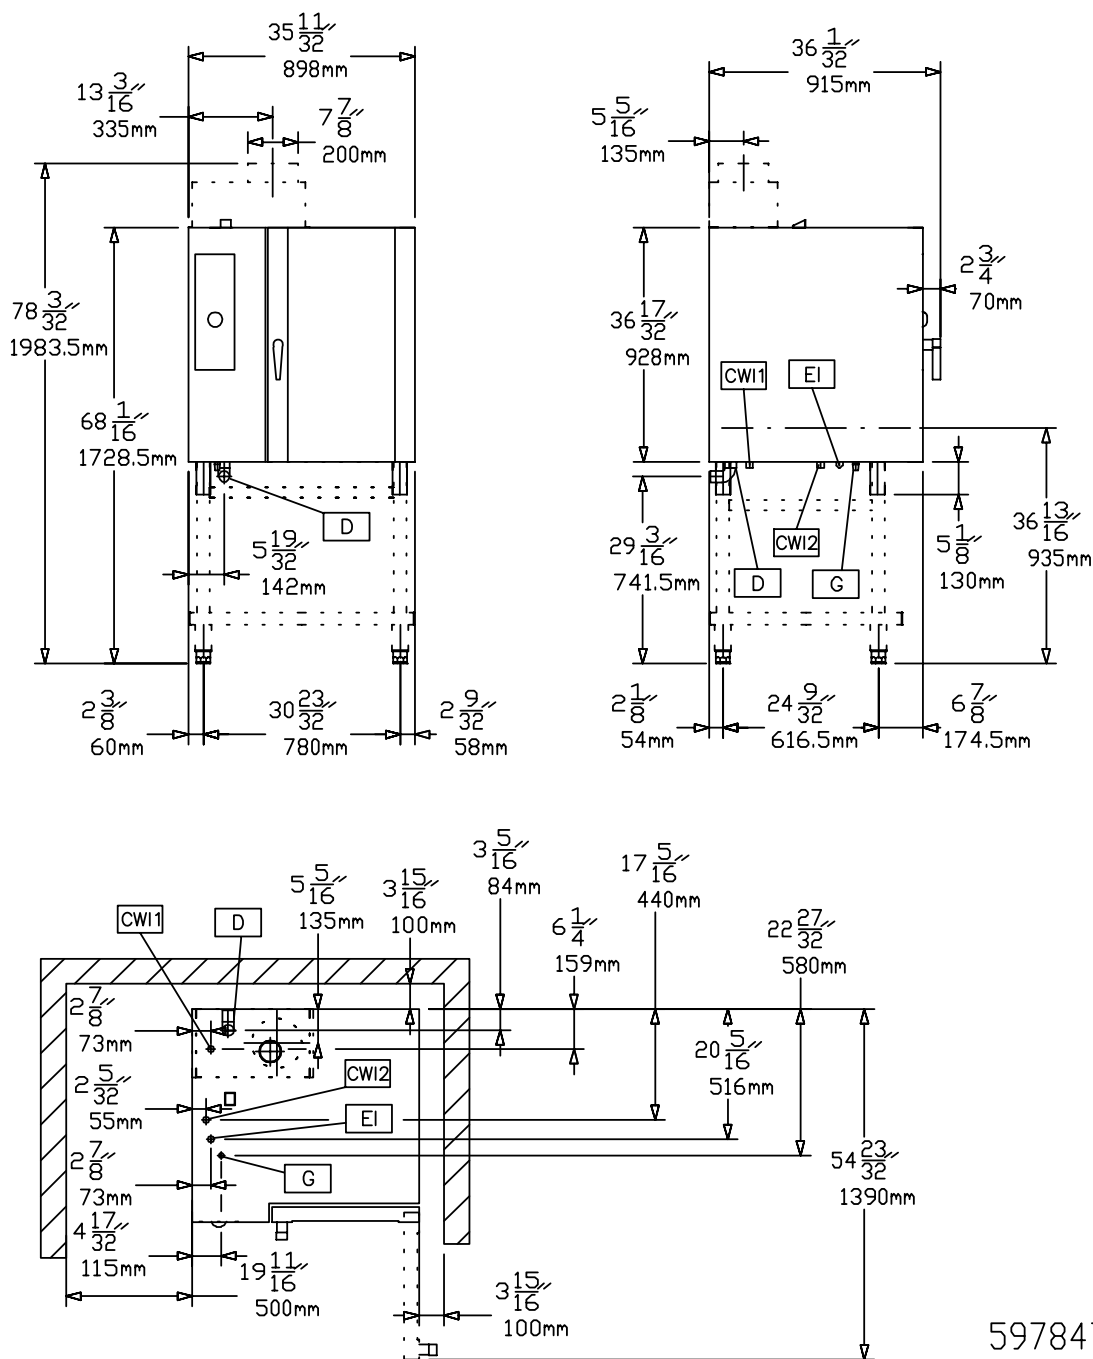 35 11/32"
898mm
13 3/16"
335mm
7 7/8"
200mm
78 3/32"
1983.5mm
68 1/16"
1728.5mm
D
5 19/32"
142mm
2 3/8"
60mm
30 23/32"
780mm
2 9/32"
58mm
36 1/32"
915mm
5 5/16"
135mm
2 3/4"
70mm
36 17/32"
928mm
CWI1
EI
29 3/16"
741.5mm
CWI2
D
G
5 1/8"
130mm
36 13/16"
935mm
2 1/8"
54mm
24 9/32"
616.5mm
6 7/8"
174.5mm
CWI1
D
5 5/16"
135mm
3 15/16"
100mm
3 5/16"
84mm
6 1/4"
159mm
17 5/16"
440mm
22 27/32"
580mm
2 7/8"
73mm
20 5/16"
516mm
2 5/32"
55mm
CWI2
EI
2 7/8"
73mm
G
54 23/32"
1390mm
4 17/32"
115mm
19 11/16"
500mm
3 15/16"
100mm